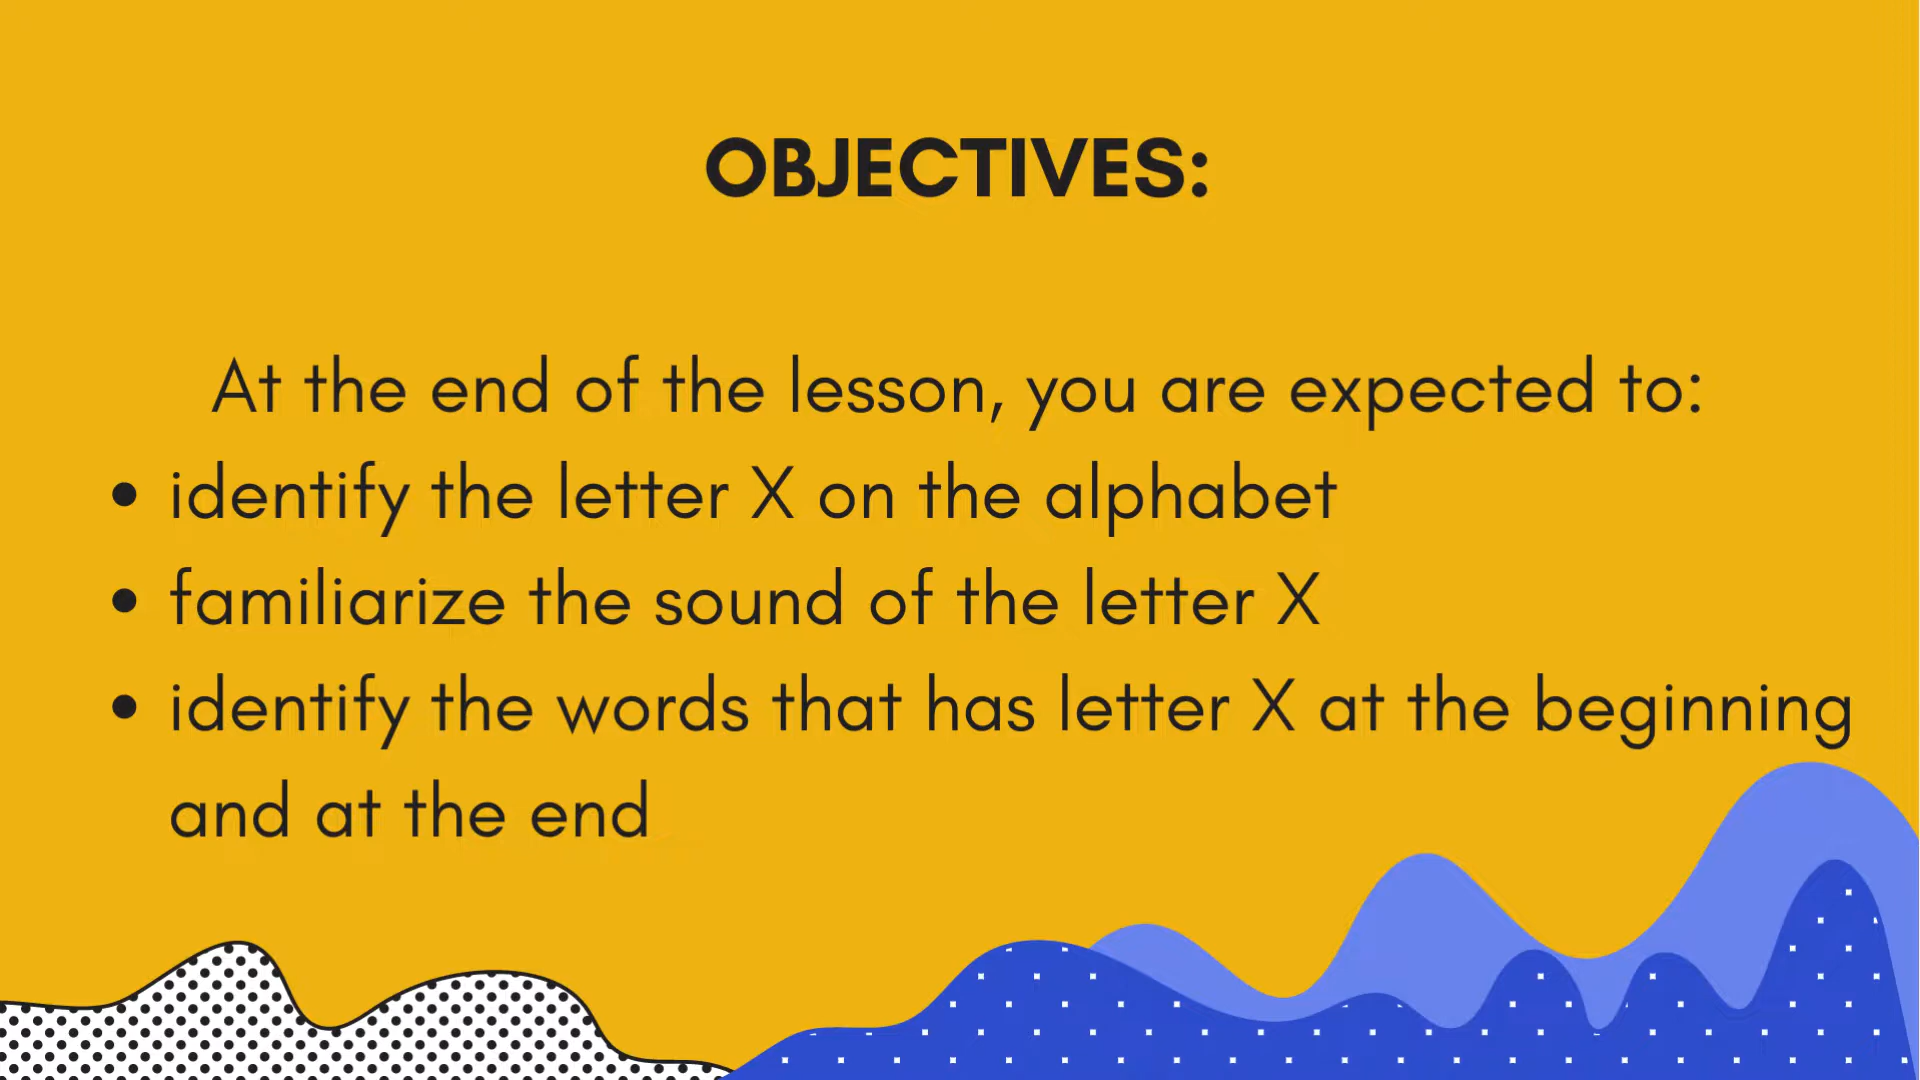 OBJECTIVES:
At the end of the lesson, you are expected to:
• identify the letter X on the alphabet
• familiarize the sound of the letter X
• identify the words that has letter X at the beginning
and at the end